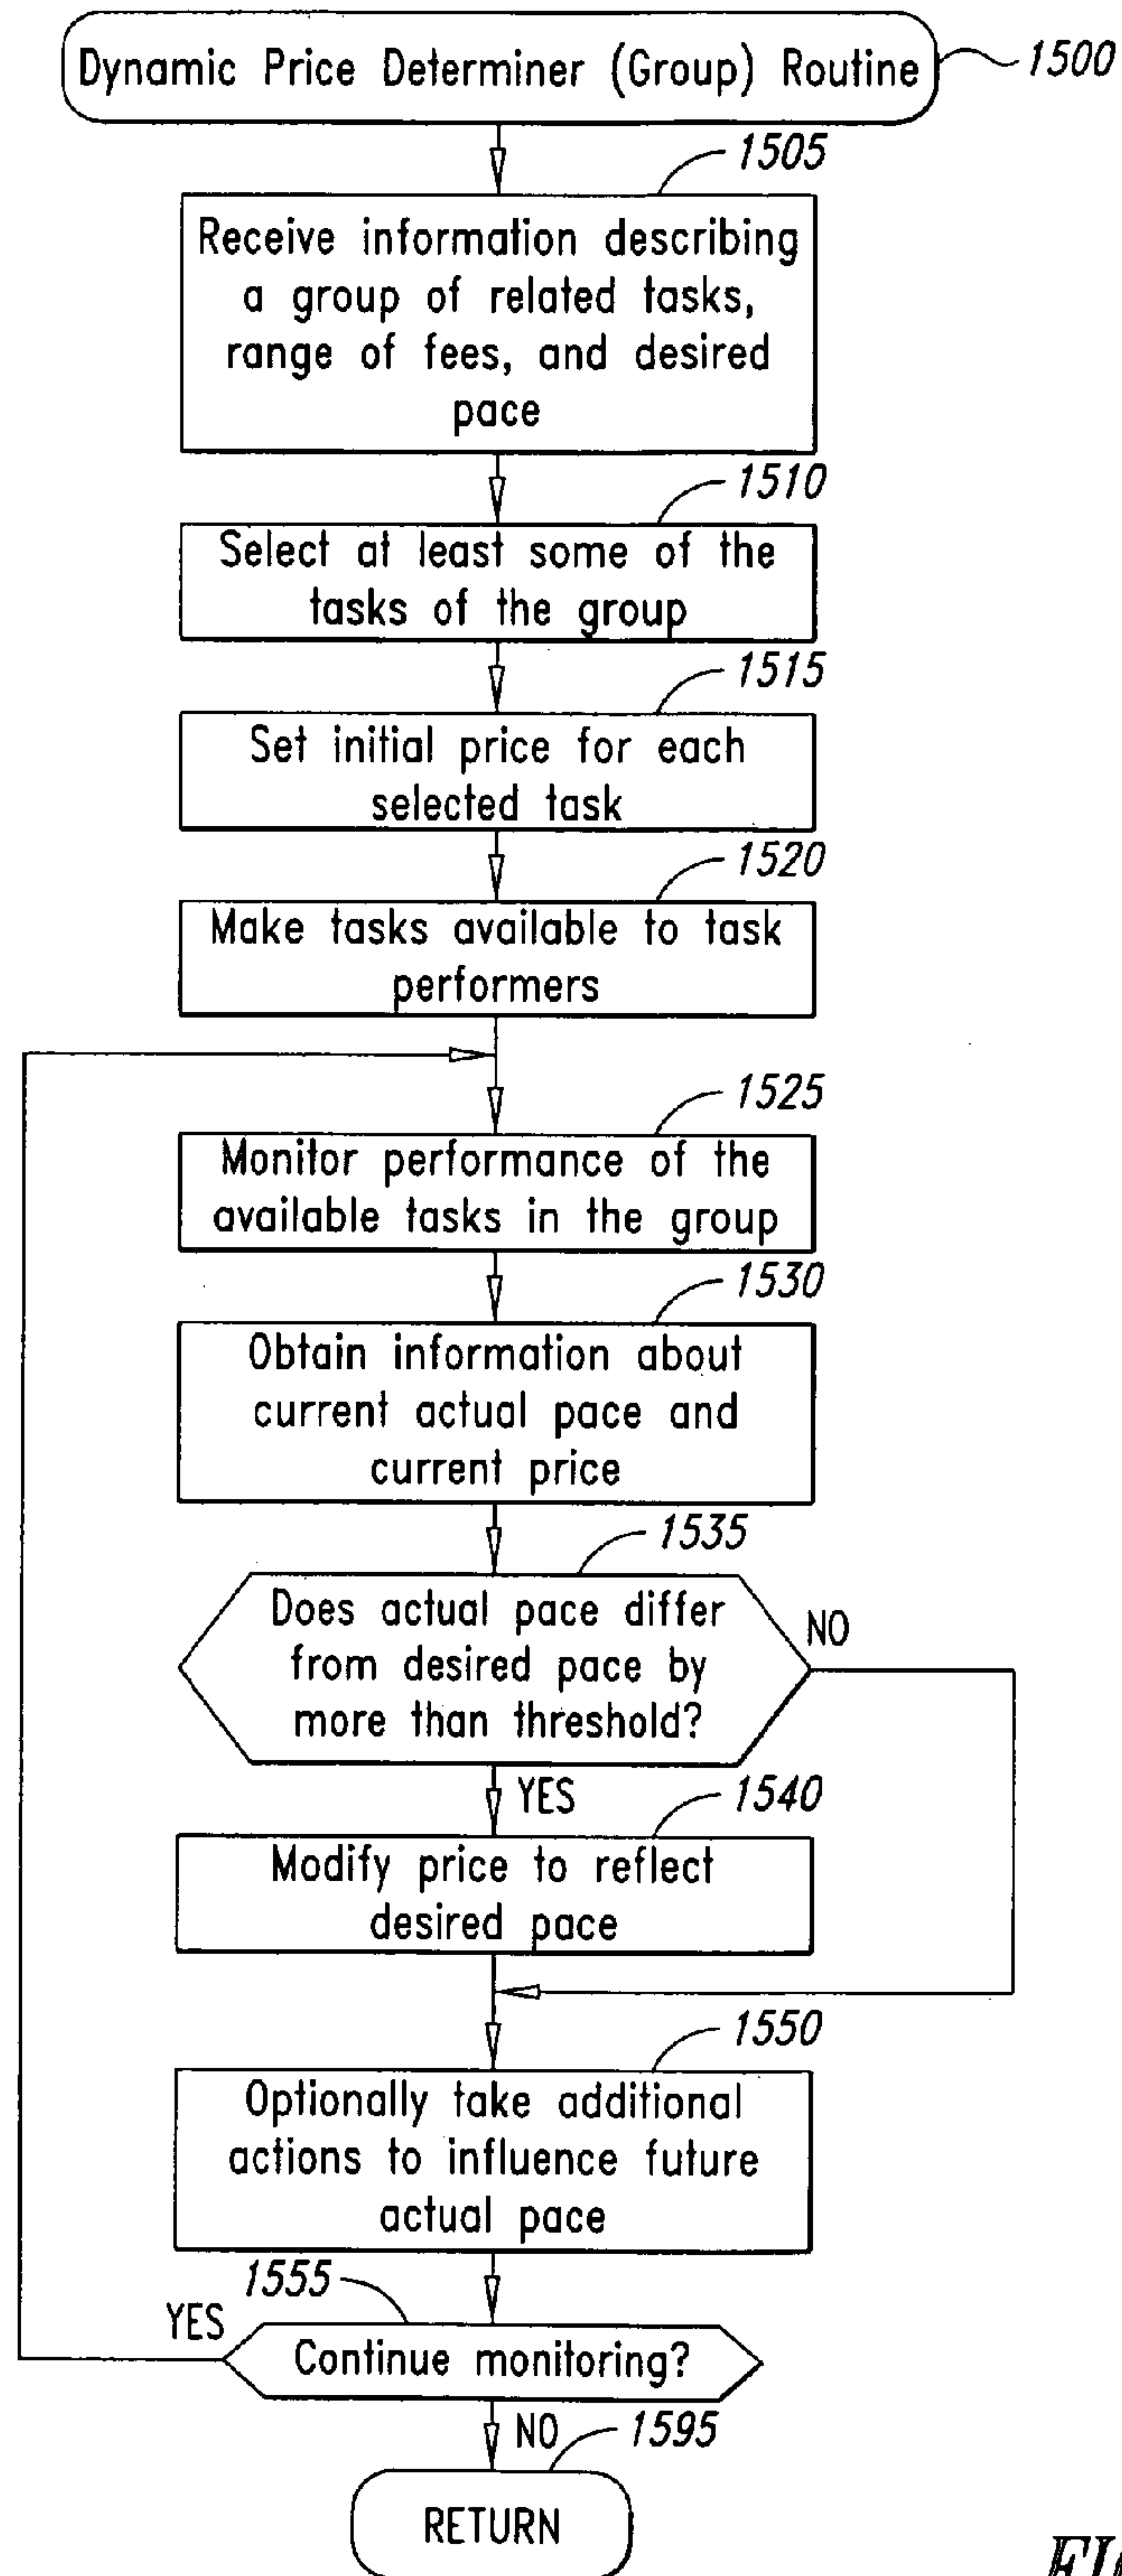 Dynamic Price Determiner (Group) Routine
1500
1505
Receive information describing
a group of related tasks,
range of fees, and desired
pace
1510
Select at least some of the
tasks of the group
1515
Set initial price for each
selected task
1520
Make tasks available to task
performers
1525
Monitor performance of the
available tasks in the group
1530
Obtain information about
current actual pace and
current price
1535
Does actual pace differ
from desired pace by
more than threshold?
NO
YES
1540
Modify price to reflect
desired pace
1550
Optionally take additional
actions to influence future
actual pace
1555
YES
Continue monitoring?
NO
1595
RETURN